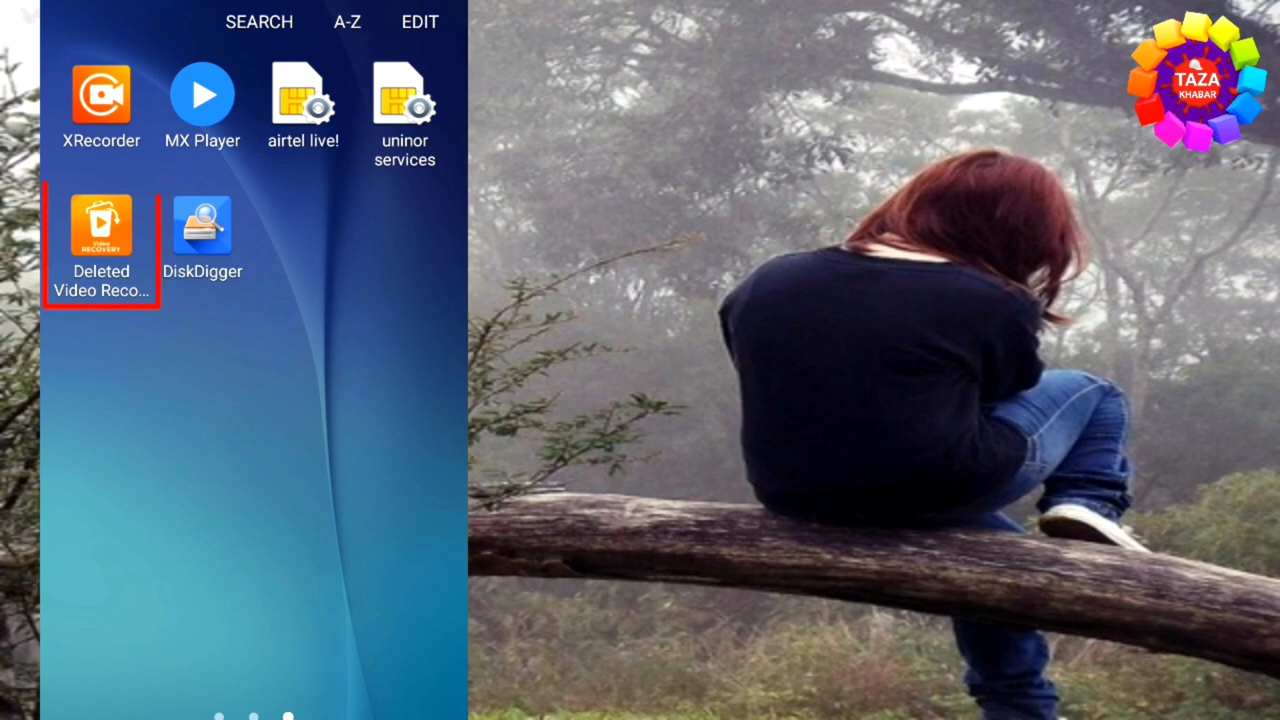 SEARCH A-Z EDIT
XRecorder MX Player airtel live! uninor
services
Video
RECOVERY
Deleted DiskDigger
Video Reco...
TAZA
KHABAR